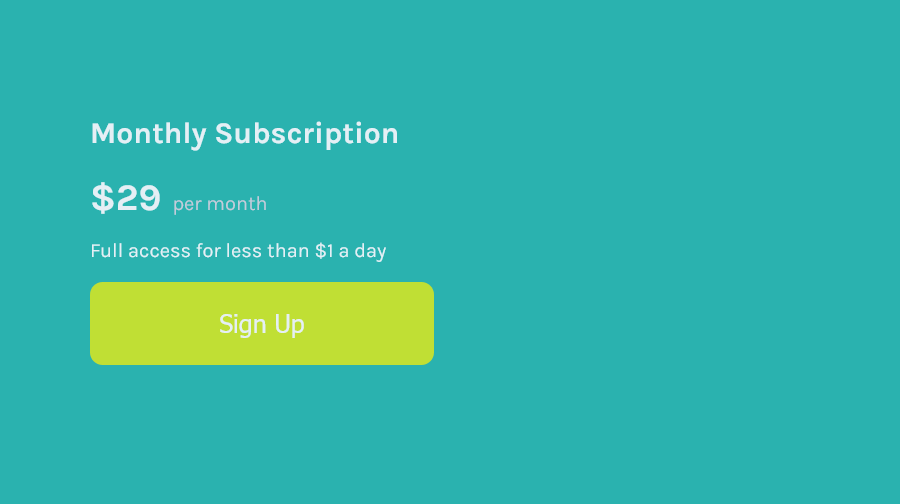 Monthly Subscription
$29 per month
Full access for less than $1 a day
Sign Up